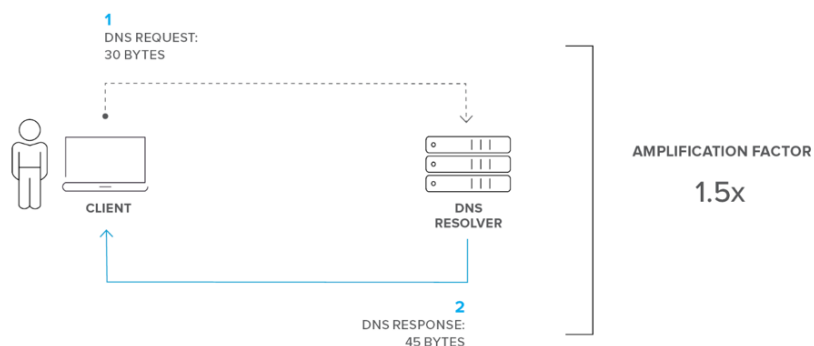 1
DNS REQUEST:
30 BYTES
CLIENT
DNS
RESOLVER
AMPLIFICATION FACTOR
1.5x
2
DNS RESPONSE:
45 BYTES